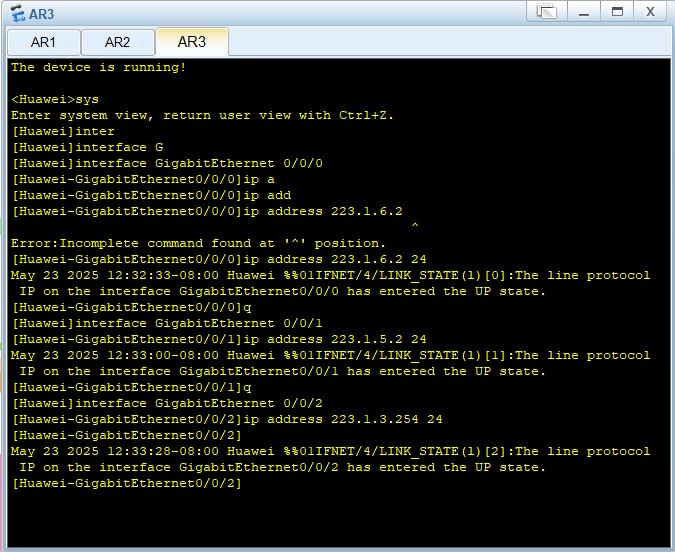 AR3
AR1
AR2
AR3
The device is running!
<Huawei>sys
Enter system view, return user view with Ctrl+Z.
[Huawei]inter
[Huawei]interface G
[Huawei]interface GigabitEthernet 0/0/0
[Huawei-GigabitEthernet0/0/0]ip a
[Huawei-GigabitEthernet0/0/0]ip add
[Huawei-GigabitEthernet0/0/0]ip address 223.1.6.2
^
Error:Incomplete command found at '^' position.
[Huawei-GigabitEthernet0/0/0]ip address 223.1.6.2 24
May 23 2025 12:32:33-08:00 Huawei %%01IFNET/4/LINK_STATE(l)[0]:The line protocol
IP on the interface GigabitEthernet0/0/0 has entered the UP state.
[Huawei-GigabitEthernet0/0/0]q
[Huawei]interface GigabitEthernet 0/0/1
[Huawei-GigabitEthernet0/0/1]ip address 223.1.5.2 24
May 23 2025 12:33:00-08:00 Huawei %%01IFNET/4/LINK_STATE(l)[1]:The line protocol
IP on the interface GigabitEthernet0/0/1 has entered the UP state.
[Huawei-GigabitEthernet0/0/1]q
[Huawei]interface GigabitEthernet 0/0/2
[Huawei-GigabitEthernet0/0/2]ip address 223.1.3.254 24
[Huawei-GigabitEthernet0/0/2]
May 23 2025 12:33:28-08:00 Huawei %%01IFNET/4/LINK_STATE(l)[2]:The line protocol
IP on the interface GigabitEthernet0/0/2 has entered the UP state.
[Huawei-GigabitEthernet0/0/2]